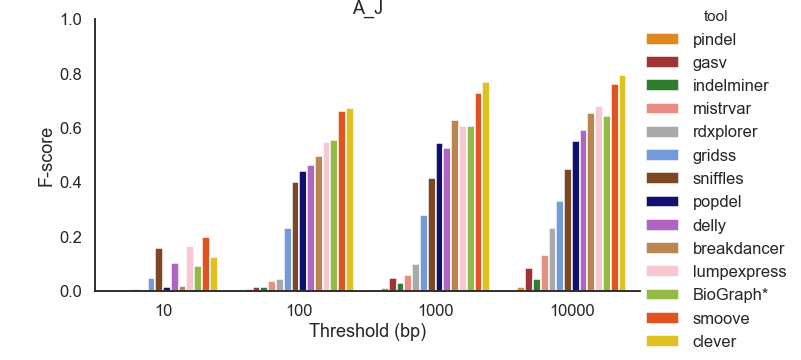 A_J
F-score
1.0
0.8
0.6
0.4
0.2
0.0
10
100
1000
10000
Threshold (bp)
tool
pindel
gasv
indelminer
mistrvar
rdxplorer
gridss
sniffles
popdel
delly
breakdancer
lumpexpress
BioGraph*
smoove
clever